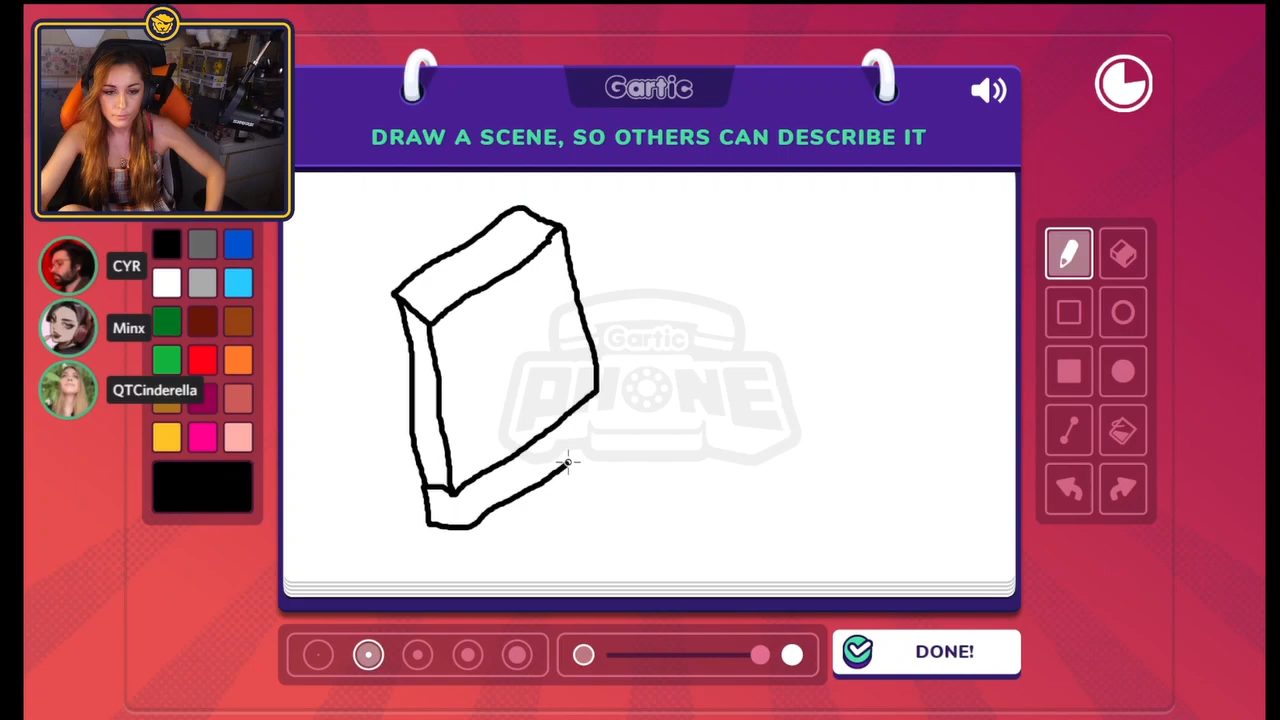 Gartic
DRAW A SCENE, SO OTHERS CAN DESCRIBE IT
CYR
Minx
QTCinderella
Gartic
PHONE
DONE!